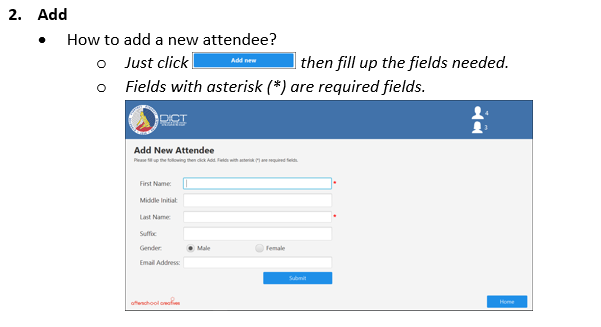 2. Add
• How to add a new attendee?
o Just click Add new then fill up the fields needed.
o Fields with asterisk (*) are required fields.
DICT
4
3
Add New Attendee
Please fill up the following then click Add. Fields with asterisk (*) are required fields.
First Name: *
Middle Initial:
Last Name: *
Suffix:
Gender: Male Female
Email Address:
Submit
afterschool creatives
Home